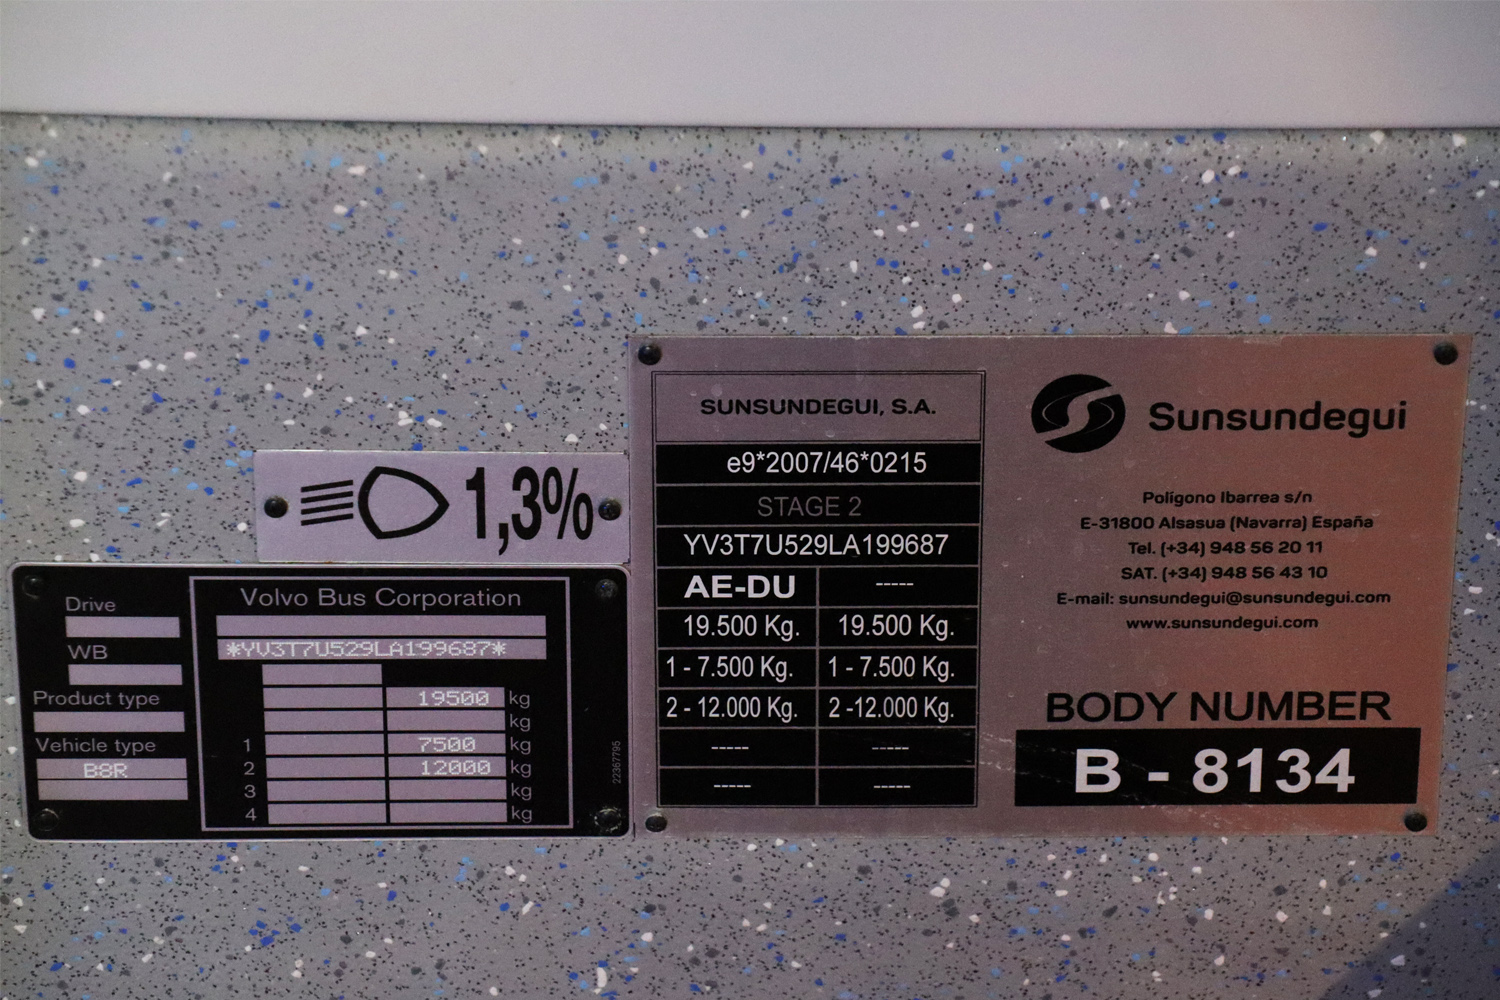 1,3%
Volvo Bus Corporation
*YV3T7U529LA199687*
Drive
WB
Product type
Vehicle type
B8R
19500 kg
kg
1 7500 kg
2 12000 kg
3 kg
4 kg
22367795
SUNSUNDEGUI, S.A.
e9*2007/46*0215
STAGE 2
YV3T7U529LA199687
AE-DU -----
19.500 Kg. 19.500 Kg.
1 - 7.500 Kg. 1 - 7.500 Kg.
2 - 12.000 Kg. 2 -12.000 Kg.
----- -----
----- -----
Sunsundegui
Polígono Ibarrea s/n
E-31800 Alsasua (Navarra) España
Tel. (+34) 948 56 20 11
SAT. (+34) 948 56 43 10
E-mail: sunsundegui@sunsundegui.com
www.sunsundegui.com
BODY NUMBER
B - 8134